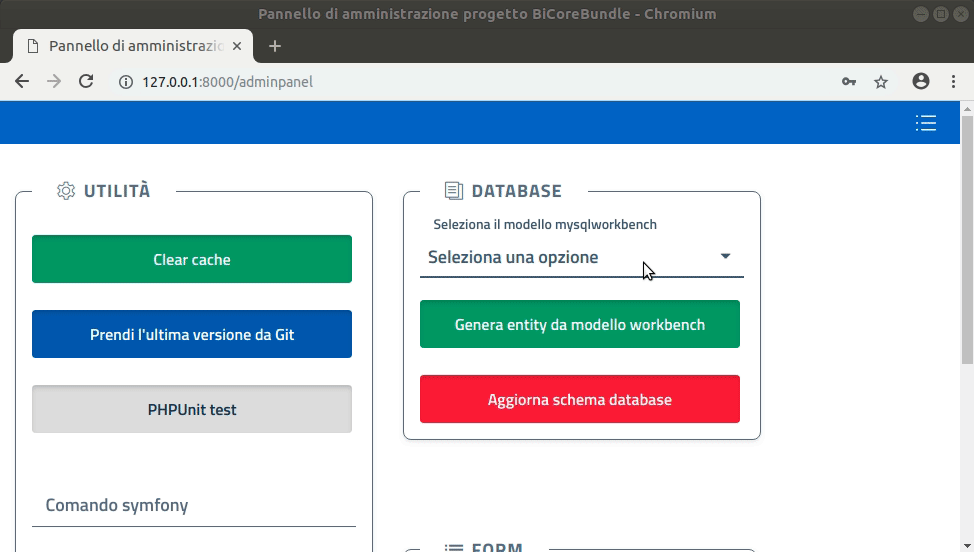 Pannello di amministrazione progetto BiCoreBundle - Chromium
Pannello di amministrazio
127.0.0.1:8000/adminpanel
UTILITÀ
Clear cache
Prendi l'ultima versione da Git
PHPUnit test
Comando symfony
DATABASE
Seleziona il modello mysqlworkbench
Seleziona una opzione
Genera entity da modello workbench
Aggiorna schema database
FORM